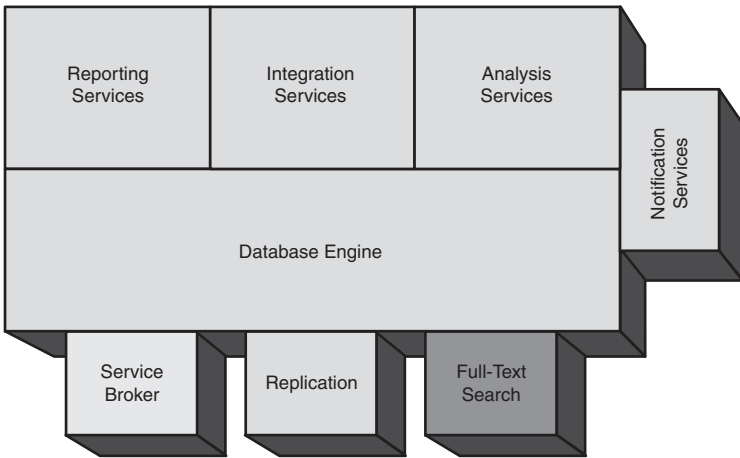 Reporting
Services
Integration
Services
Analysis
Services
Notification
Services
Database Engine
Service
Broker
Replication
Full-Text
Search